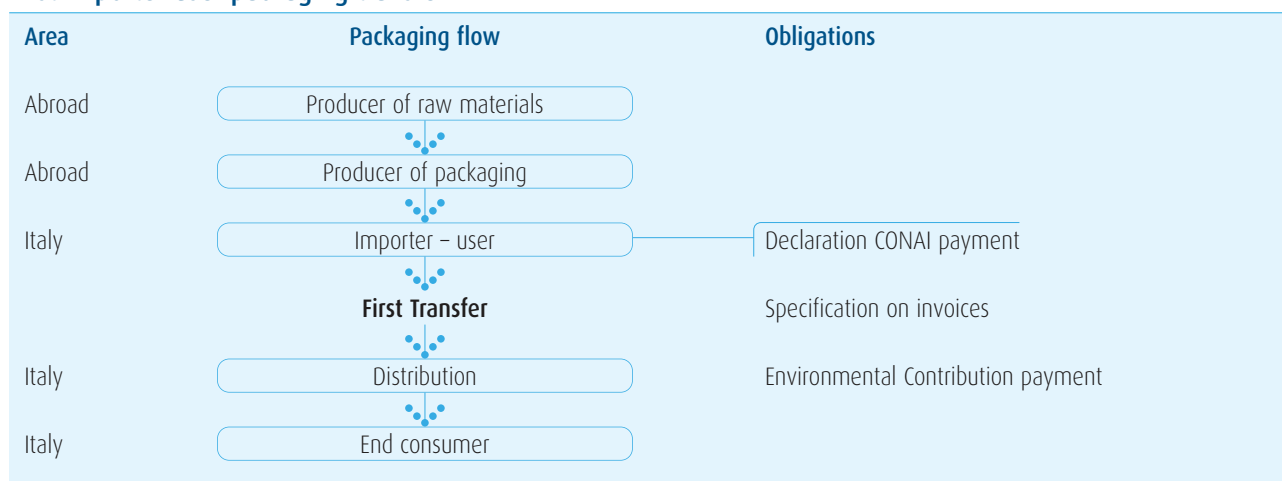 Area Packaging flow Obligations
Abroad Producer of raw materials
Abroad Producer of packaging
Italy Importer – user Declaration CONAI payment
First Transfer Specification on invoices
Italy Distribution Environmental Contribution payment
Italy End consumer